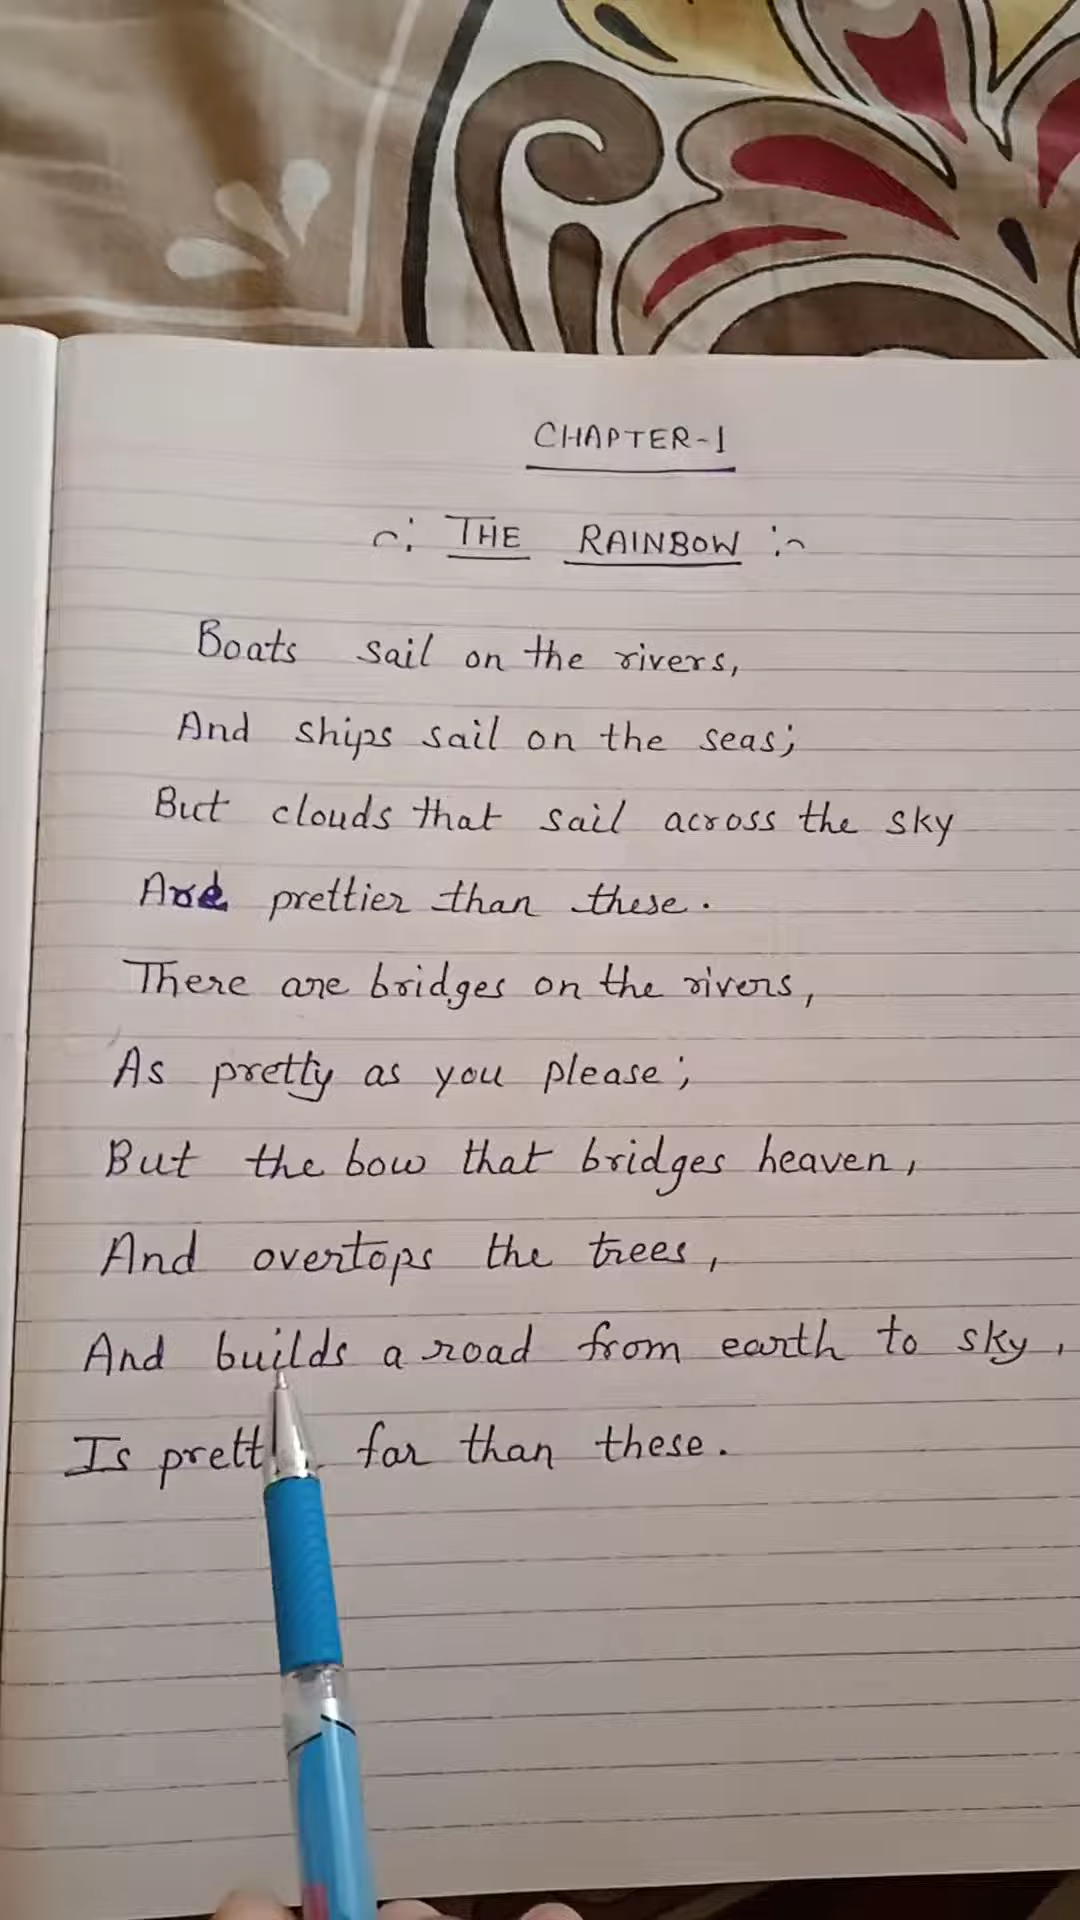 CHAPTER-1
THE RAINBOW
Boats sail on the rivers,
And ships sail on the seas;
But clouds that sail across the sky
Are prettier than these.
There are bridges on the rivers,
As pretty as you please;
But the bow that bridges heaven,
And overtops the trees,
And builds a road from earth to sky,
Is far than these.